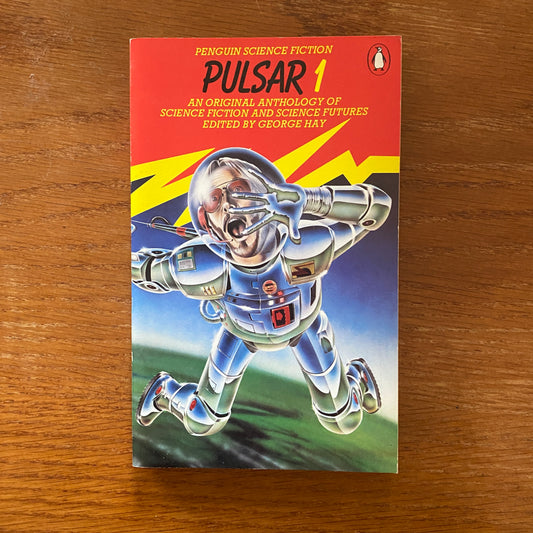 PENGUIN SCIENCE FICTION
PULSAR 1
AN ORIGINAL ANTHOLOGY OF
SCIENCE FICTION AND SCIENCE FUTURES
EDITED BY GEORGE HAY